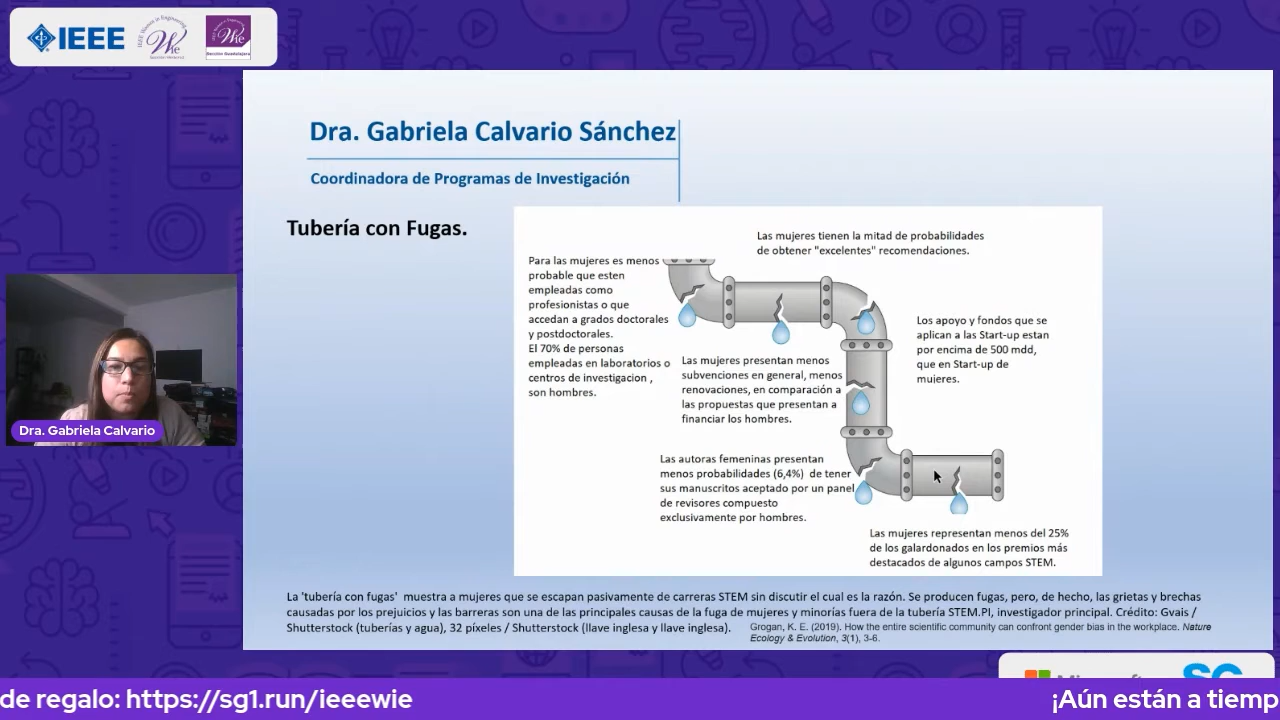 IEEE
Dra. Gabriela Calvario Sánchez
Coordinadora de Programas de Investigación
Tubería con Fugas.
Las mujeres tienen la mitad de probabilidades
de obtener "excelentes" recomendaciones.
Para las mujeres es menos
probable que esten
empleadas como
profesionistas o que
accedan a grados doctorales
y postdoctorales.
El 70% de personas
empleadas en laboratorios o
centros de investigacion ,
son hombres.
Los apoyo y fondos que se
aplican a las Start-up estan
por encima de 500 mdd,
que en Start-up de
mujeres.
Las mujeres presentan menos
subvenciones en general, menos
renovaciones, en comparación a
las propuestas que presentan a
financiar los hombres.
Las autoras femeninas presentan
menos probabilidades (6,4%) de tener
sus manuscritos aceptado por un panel
de revisores compuesto
exclusivamente por hombres.
Las mujeres representan menos del 25%
de los galardonados en los premios más
destacados de algunos campos STEM.
Dra. Gabriela Calvario
La 'tubería con fugas' muestra a mujeres que se escapan pasivamente de carreras STEM sin discutir el cual es la razón. Se producen fugas, pero, de hecho, las grietas y brechas
causadas por los prejuicios y las barreras son una de las principales causas de la fuga de mujeres y minorías fuera de la tubería STEM.PI, investigador principal. Crédito: Gvais /
Shutterstock (tuberías y agua), 32 píxeles / Shutterstock (llave inglesa y llave inglesa).
Grogan, K. E. (2019). How the entire scientific community can confront gender bias in the workplace. Nature
Ecology & Evolution, 3(1), 3-6.
de regalo: https://sg1.run/ieeewie
¡Aún están a tiemp